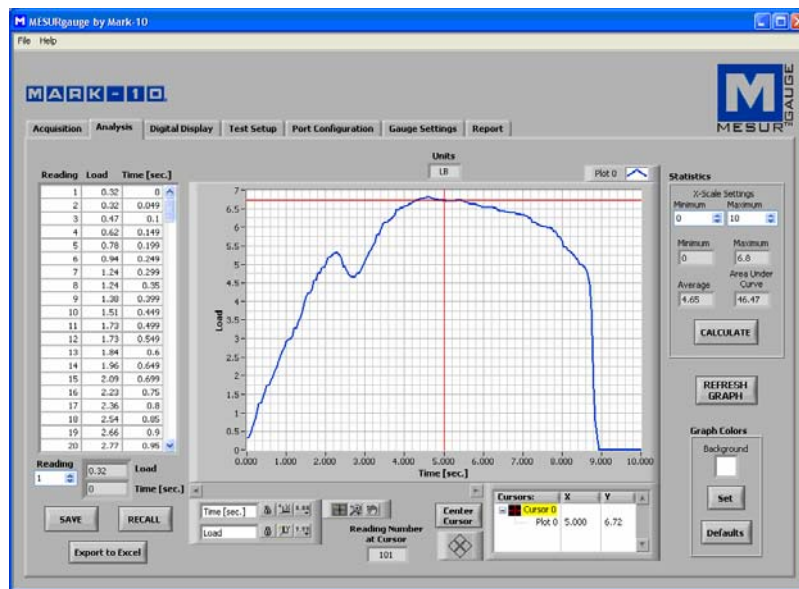 MESURgauge by Mark-10
File Help
MARK-10
M
MESUR GAUGE
Acquisition Analysis Digital Display Test Setup Port Configuration Gauge Settings Report
Units
LB
Plot 0
Reading Load Time [sec.]
1 0.32 0
2 0.32 0.049
3 0.47 0.1
4 0.62 0.149
5 0.78 0.199
6 0.94 0.249
7 1.24 0.299
8 1.24 0.35
9 1.38 0.399
10 1.51 0.449
11 1.73 0.499
12 1.73 0.549
13 1.84 0.6
14 1.96 0.649
15 2.09 0.699
16 2.23 0.75
17 2.36 0.8
18 2.54 0.85
19 2.66 0.9
20 2.77 0.95
Reading
1
0.32 Load
0 Time [sec.]
SAVE RECALL
Export to Excel
Load
7
6.5
6
5.5
5
4.5
4
3.5
3
2.5
2
1.5
1
0.5
0
0.000 1.000 2.000 3.000 4.000 5.000 6.000 7.000 8.000 9.000 10.000
Time [sec.]
Time [sec.]
Load
Reading Number
at Cursor
101
Center
Cursor
Cursors: X Y
Cursor 0
Plot 0 5.000 6.72
Statistics
X-Scale Settings
Minimum Maximum
0 10
Minimum Maximum
0 6.8
Average Area Under
Curve
4.65 46.47
CALCULATE
REFRESH
GRAPH
Graph Colors
Background
Set
Defaults